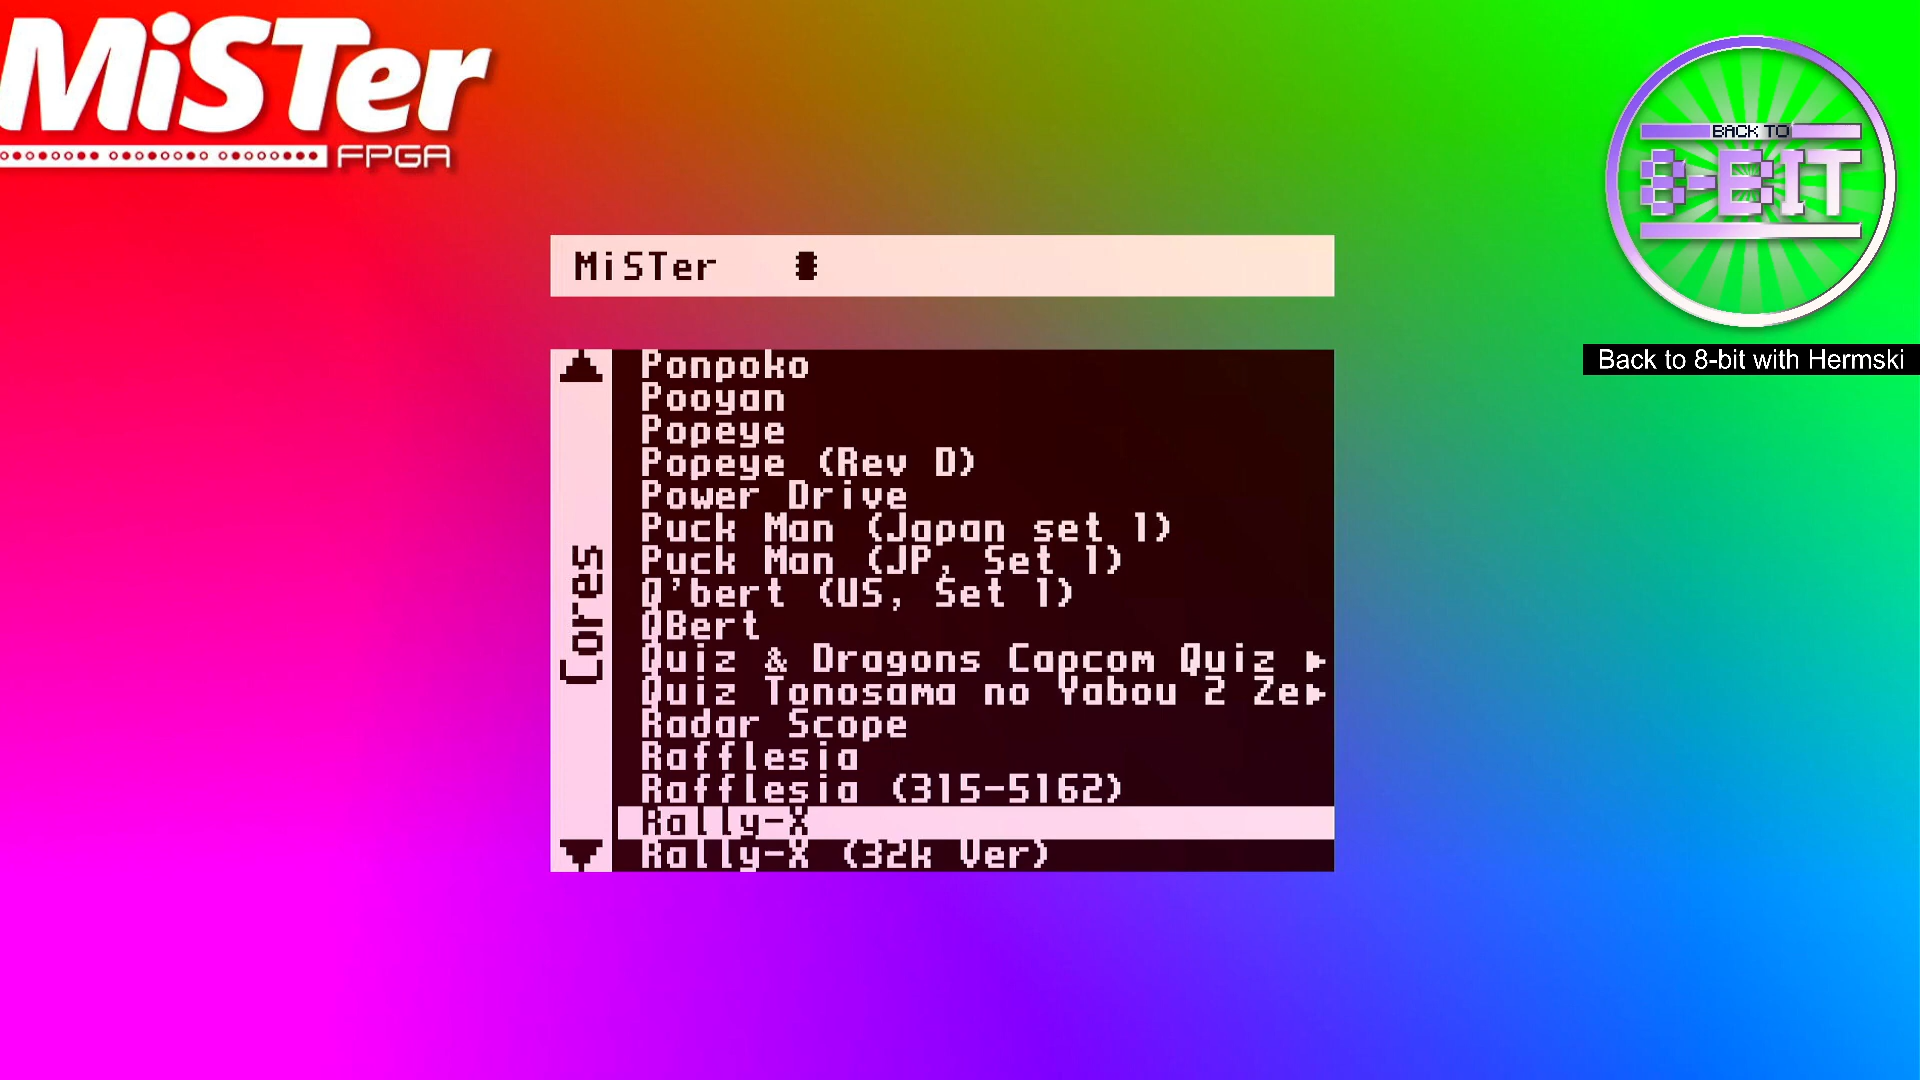 MiSTer
FPGA
BACK TO
8-BIT
Back to 8-bit with Hermski
MiSTer
Cores
Ponpoko
Pooyan
Popeye
Popeye (Rev D)
Power Drive
Puck Man (Japan set 1)
Puck Man (JP, Set 1)
Q'bert (US, Set 1)
QBert
Quiz & Dragons Capcom Quiz
Quiz Tonosama no Yabou 2 Ze
Radar Scope
Rafflesia
Rafflesia (315-5162)
Rally-X
Rally-X (32k Ver)